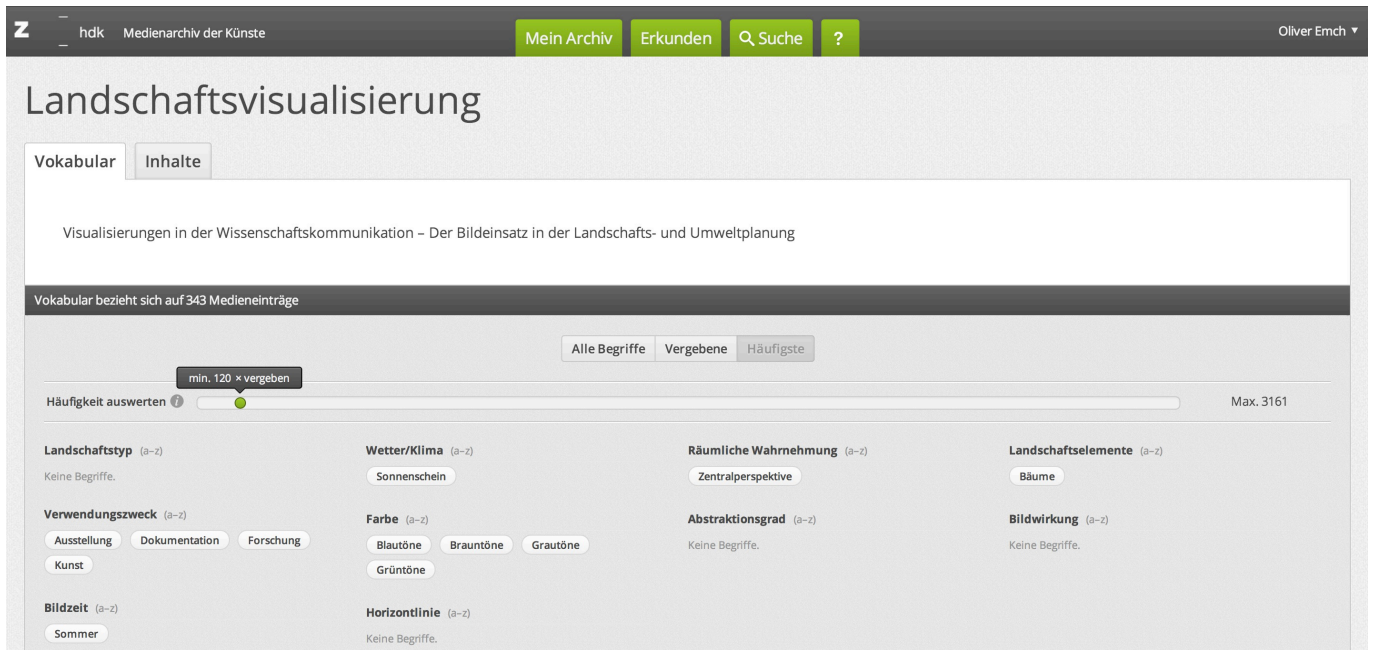 Z hdk Medienarchiv der Künste Mein Archiv Erkunden Suche ? Oliver Emch ▼
Landschaftsvisualisierung
Vokabular Inhalte
Visualisierungen in der Wissenschaftskommunikation – Der Bildeinsatz in der Landschafts- und Umweltplanung
Vokabular bezieht sich auf 343 Medieneinträge
Alle Begriffe Vergebene Häufigste
min. 120 × vergeben
Häufigkeit auswerten i Max. 3161
Landschaftstyp (a–z)
Keine Begriffe.
Wetter/Klima (a–z)
Sonnenschein
Räumliche Wahrnehmung (a–z)
Zentralperspektive
Landschaftselemente (a–z)
Bäume
Verwendungszweck (a–z)
Ausstellung Dokumentation Forschung
Kunst
Farbe (a–z)
Blautöne Brauntöne Grautöne
Grüntöne
Abstraktionsgrad (a–z)
Keine Begriffe.
Bildwirkung (a–z)
Keine Begriffe.
Bildzeit (a–z)
Sommer
Horizontlinie (a–z)
Keine Begriffe.